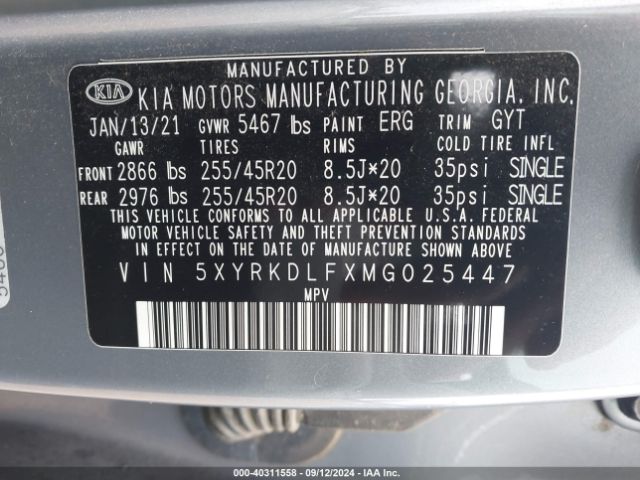 MANUFACTURED BY
KIA KIA MOTORS MANUFACTURING GEORGIA, INC.
JAN/13/21 GVWR 5467 lbs PAINT ERG TRIM GYT
GAWR TIRES RIMS COLD TIRE INFL
FRONT 2866 lbs 255/45R20 8.5J*20 35psi SINGLE
REAR 2976 lbs 255/45R20 8.5J*20 35psi SINGLE
THIS VEHICLE CONFORMS TO ALL APPLICABLE U.S.A. FEDERAL
MOTOR VEHICLE SAFETY AND THEFT PREVENTION STANDARDS
IN EFFECT ON THE DATE OF MANUFACTURE SHOWN ABOVE.
VIN 5XYRKDLFXMG025447
MPV
000-40311558 - 09/12/2024 - IAA Inc.